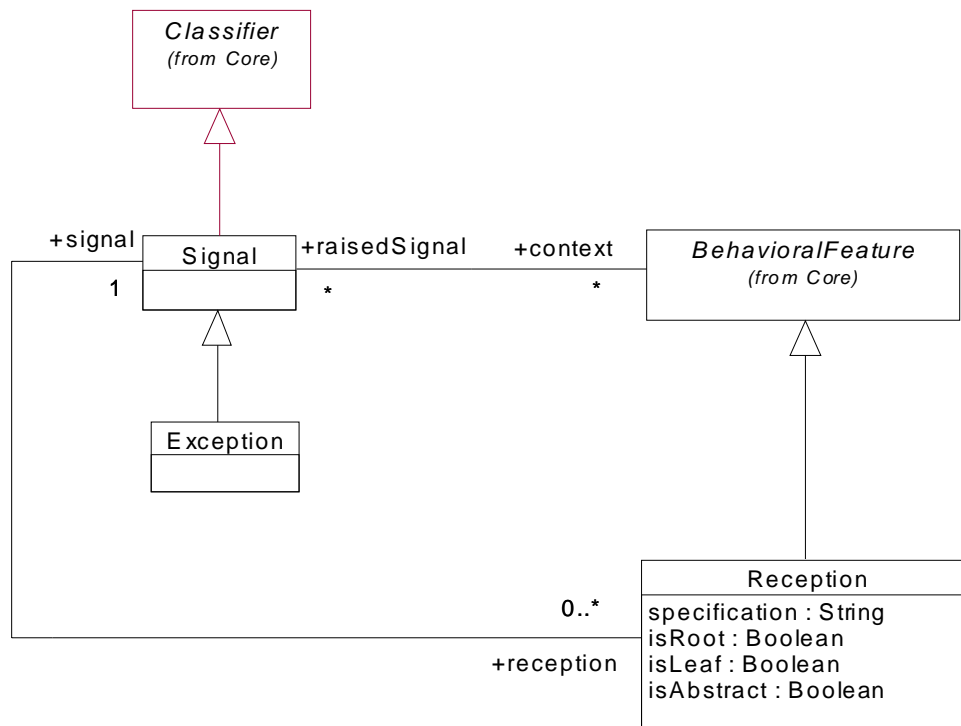 Classifier
(from Core)
+signal
Signal
+raisedSignal
+context
BehavioralFeature
(from Core)
1
*
*
Exception
Reception
0..*
specification : String
isRoot : Boolean
+reception
isLeaf : Boolean
isAbstract : Boolean